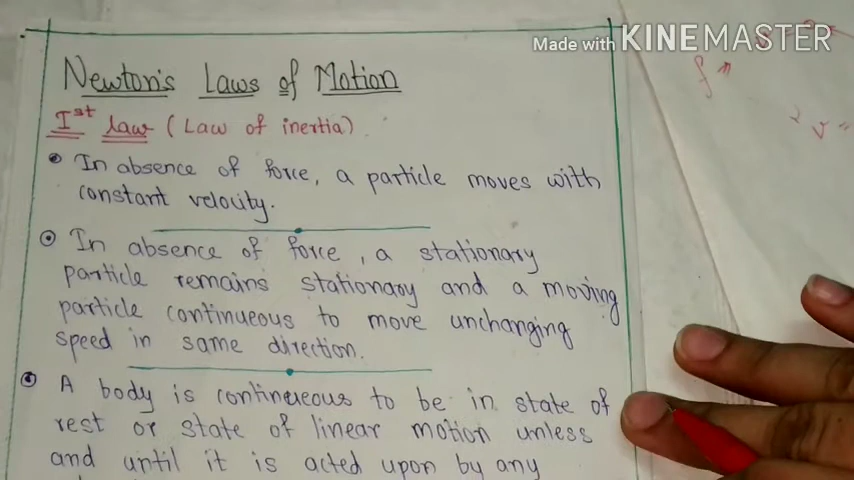 Made with KINEMASTER
Newton's Laws of Motion
Ist law (Law of inertia)
In absence of force, a particle moves with
constant velocity.
In absence of force, a stationary
particle remains stationary and a moving
particle continueous to move unchanging
speed in same direction.
A body is continueous to be in state of
rest or state of linear motion unless
and until it is acted upon by any